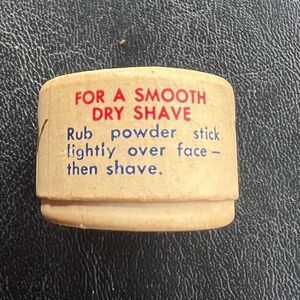 FOR A SMOOTH
DRY SHAVE
Rub powder stick
lightly over face –
then shave.